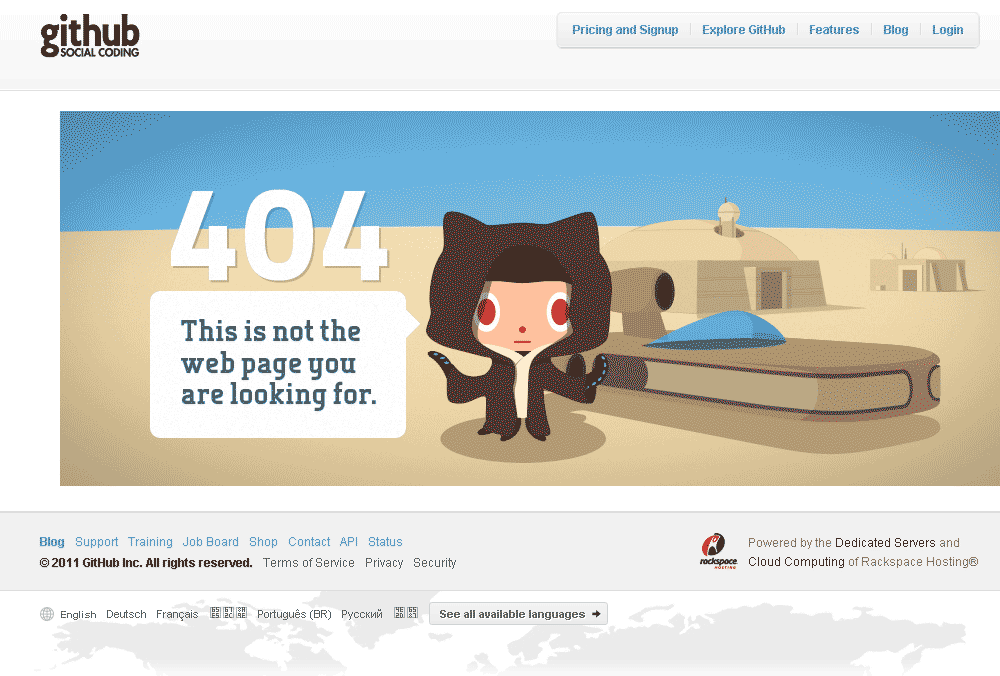 github
SOCIAL CODING
Pricing and Signup Explore GitHub Features Blog Login
404
This is not the
web page you
are looking for.
Blog Support Training Job Board Shop Contact API Status
© 2011 GitHub Inc. All rights reserved. Terms of Service Privacy Security
rackspace
HOSTING
Powered by the Dedicated Servers and
Cloud Computing of Rackspace Hosting®
English Deutsch Français Português (BR) Русский See all available languages